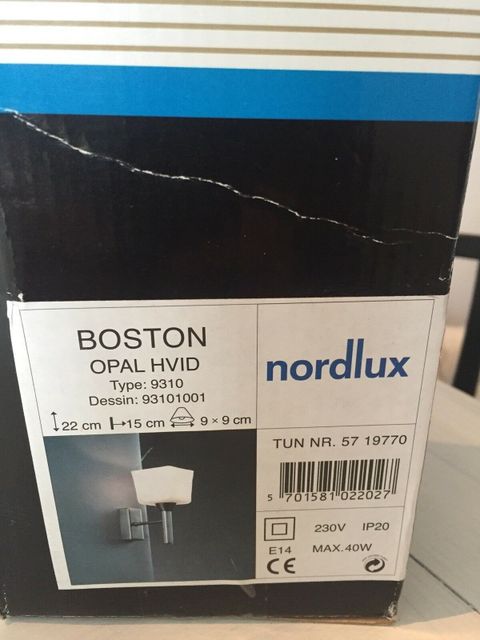 BOSTON
OPAL HVID
Type: 9310
Dessin: 93101001
22 cm 15 cm 9 × 9 cm
nordlux
TUN NR. 57 19770
5 701581 022027
230V IP20
E14 MAX.40W
CE